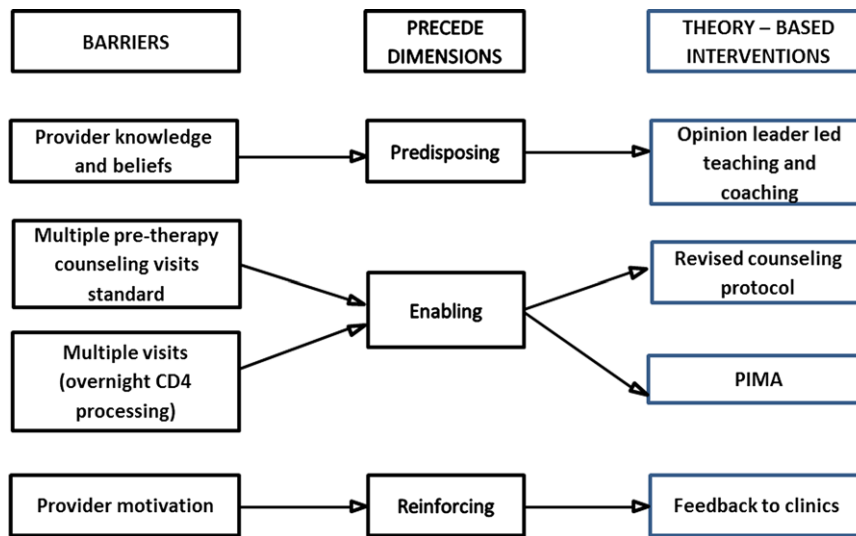 BARRIERS
PRECEDE
DIMENSIONS
THEORY – BASED
INTERVENTIONS
Provider knowledge
and beliefs
Predisposing
Opinion leader led
teaching and
coaching
Multiple pre-therapy
counseling visits
standard
Enabling
Revised counseling
protocol
Multiple visits
(overnight CD4
processing)
PIMA
Provider motivation
Reinforcing
Feedback to clinics